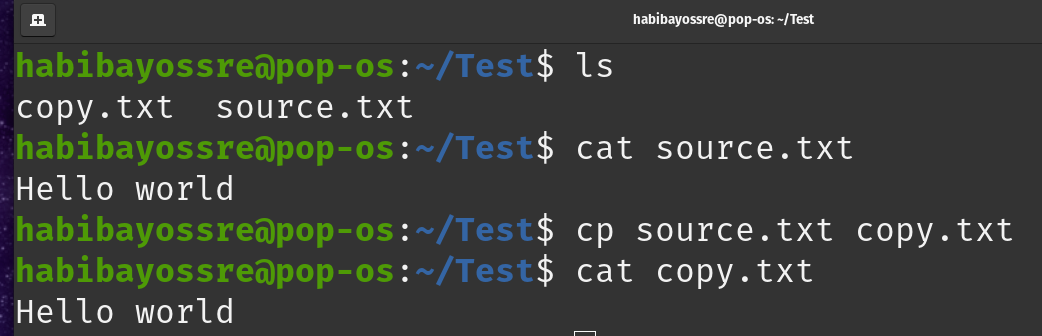 habibayossre@pop-os: ~/Test
habibayossre@pop-os:~/Test$ ls
copy.txt  source.txt
habibayossre@pop-os:~/Test$ cat source.txt
Hello world
habibayossre@pop-os:~/Test$ cp source.txt copy.txt
habibayossre@pop-os:~/Test$ cat copy.txt
Hello world